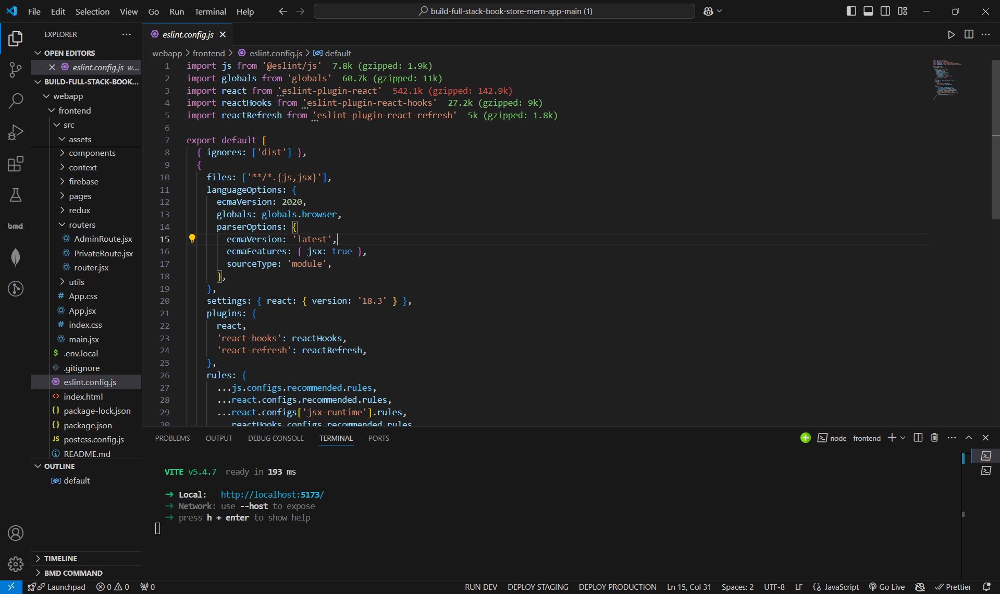 File Edit Selection View Go Run Terminal Help
build-full-stack-book-store-mern-app-main (1)
EXPLORER
OPEN EDITORS
eslint.config.js w...
BUILD-FULL-STACK-BOOK...
webapp
frontend
src
assets
components
context
firebase
pages
redux
routers
AdminRoute.jsx
PrivateRoute.jsx
router.jsx
utils
# App.css
App.jsx
# index.css
main.jsx
$ .env.local
.gitignore
eslint.config.js
<> index.html
{} package-lock.json
{} package.json
JS postcss.config.js
README.md
OUTLINE
default
TIMELINE
BMD COMMAND
bmd
eslint.config.js
webapp > frontend > eslint.config.js > default
1 import js from '@eslint/js' 7.8k (gzipped: 1.9k)
2 import globals from 'globals' 60.7k (gzipped: 11k)
3 import react from 'eslint-plugin-react' 542.1k (gzipped: 142.9k)
4 import reactHooks from 'eslint-plugin-react-hooks' 27.2k (gzipped: 9k)
5 import reactRefresh from 'eslint-plugin-react-refresh' 5k (gzipped: 1.8k)
6
7 export default [
8 { ignores: ['dist'] },
9 {
10 files: ['**/*.{js,jsx}'],
11 languageOptions: {
12 ecmaVersion: 2020,
13 globals: globals.browser,
14 parserOptions: {
15 ecmaVersion: 'latest',
16 ecmaFeatures: { jsx: true },
17 sourceType: 'module',
18 },
19 },
20 settings: { react: { version: '18.3' } },
21 plugins: {
22 react,
23 'react-hooks': reactHooks,
24 'react-refresh': reactRefresh,
25 },
26 rules: {
27 ...js.configs.recommended.rules,
28 ...react.configs.recommended.rules,
29 ...react.configs['jsx-runtime'].rules,
30 ...reactHooks.configs.recommended.rules
PROBLEMS OUTPUT DEBUG CONSOLE TERMINAL PORTS
node - frontend
VITE v5.4.7 ready in 193 ms
➜ Local: http://localhost:5173/
➜ Network: use --host to expose
➜ press h + enter to show help
Launchpad 0 0 0
RUN DEV DEPLOY STAGING DEPLOY PRODUCTION Ln 15, Col 31 Spaces: 2 UTF-8 LF JavaScript Go Live Prettier